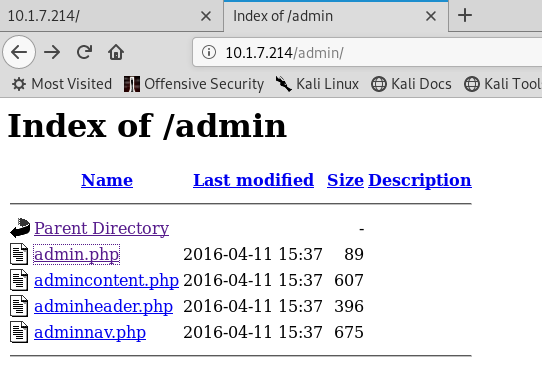 10.1.7.214/ Index of /admin
10.1.7.214/admin/
Most Visited Offensive Security Kali Linux Kali Docs Kali Tool
Index of /admin
Name Last modified Size Description
Parent Directory -
admin.php 2016-04-11 15:37 89
admincontent.php 2016-04-11 15:37 607
adminheader.php 2016-04-11 15:37 396
adminnav.php 2016-04-11 15:37 675